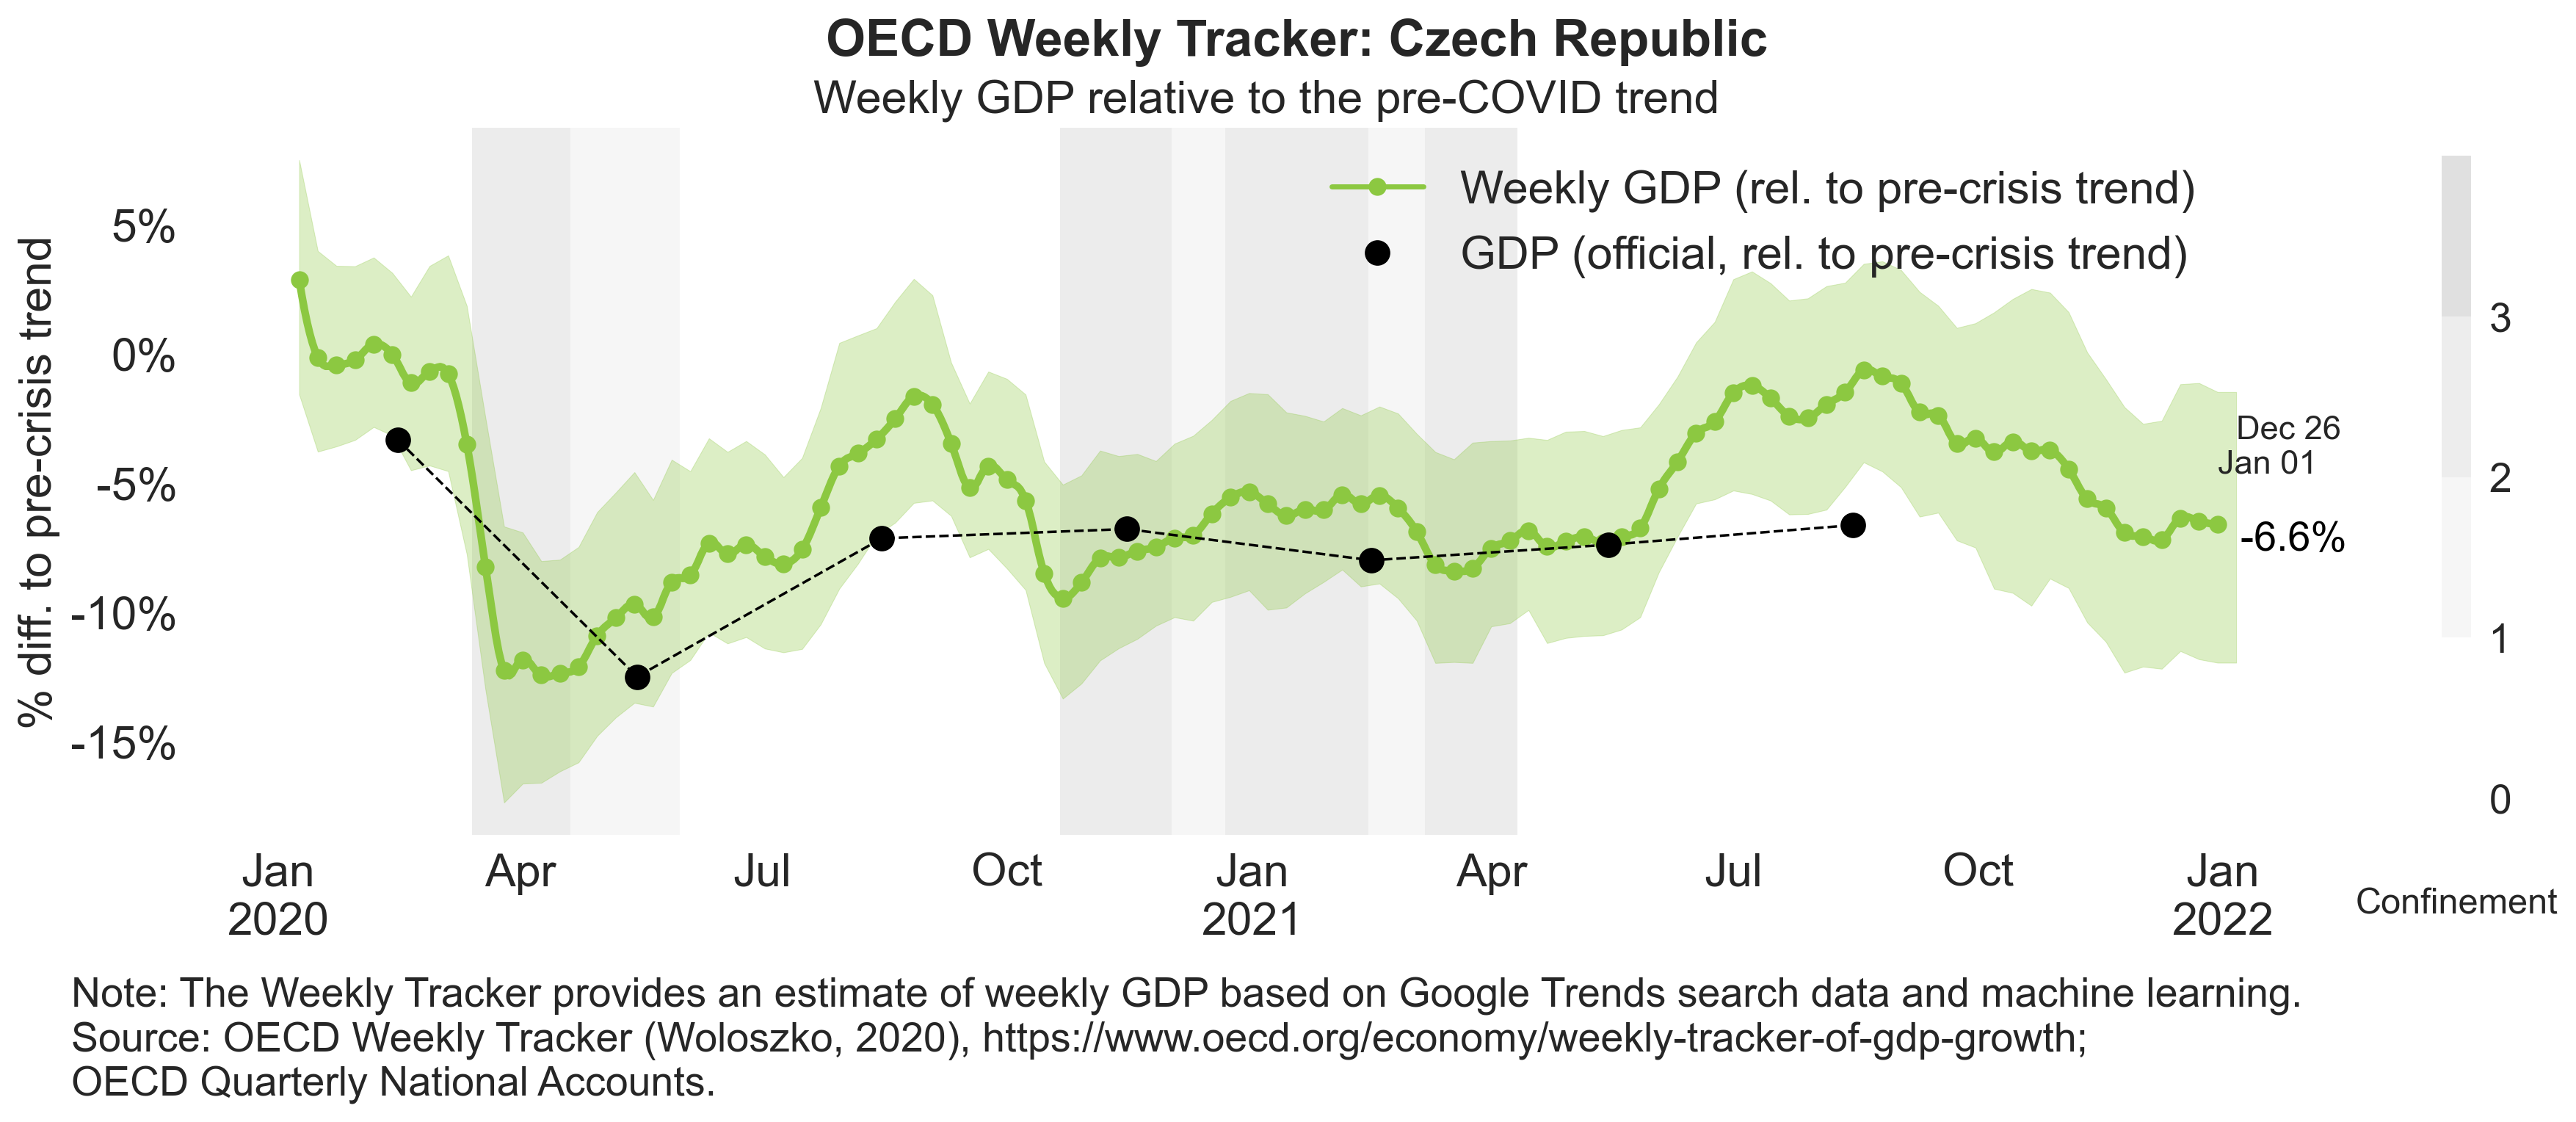 OECD Weekly Tracker: Czech Republic
Weekly GDP relative to the pre-COVID trend
Weekly GDP (rel. to pre-crisis trend)
GDP (official, rel. to pre-crisis trend)
% diff. to pre-crisis trend
5%
0%
-5%
-10%
-15%
Dec 26
Jan 01
-6.6%
3
2
1
0
Confinement
Jan Apr Jul Oct Jan Apr Jul Oct Jan
2020 2021 2022
Note: The Weekly Tracker provides an estimate of weekly GDP based on Google Trends search data and machine learning.
Source: OECD Weekly Tracker (Woloszko, 2020), https://www.oecd.org/economy/weekly-tracker-of-gdp-growth;
OECD Quarterly National Accounts.